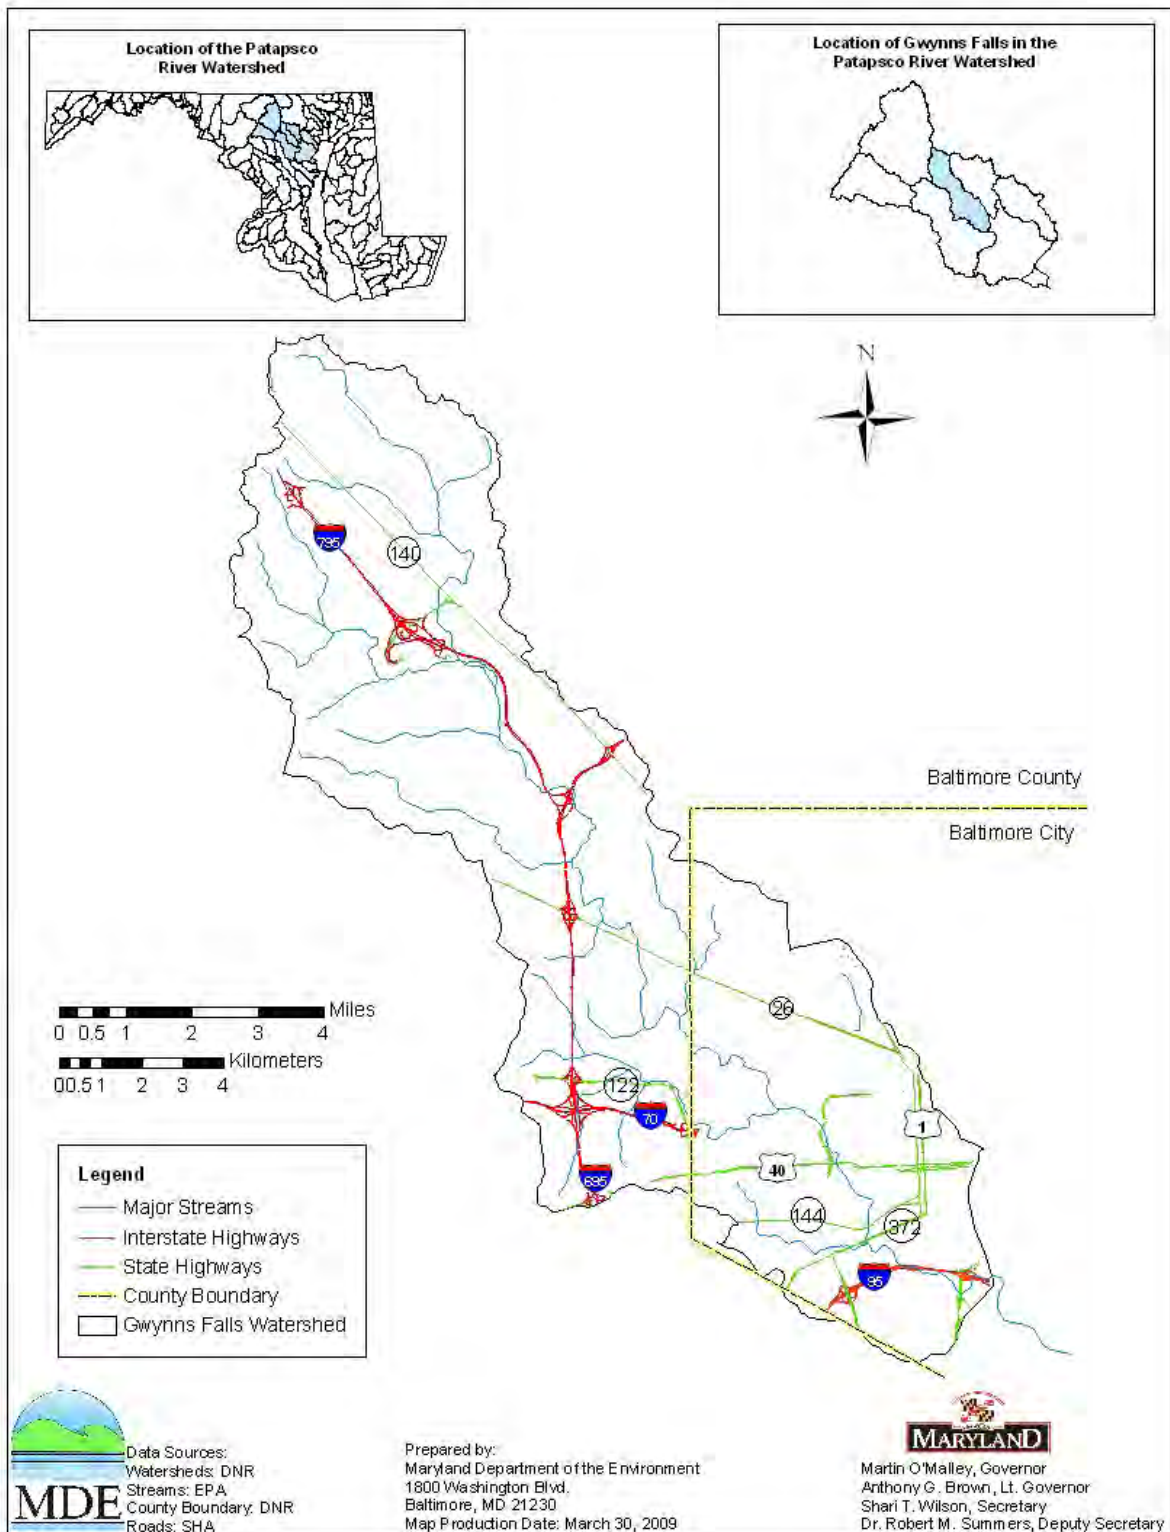 Location of the Patapsco
River Watershed
Location of Gwynns Falls in the
Patapsco River Watershed
N
795
140
Baltimore County
Baltimore City
26
Miles
0 0.5 1 2 3 4
Kilometers
00.51 2 3 4
122
70
1
40
695
144
372
95
Legend
Major Streams
Interstate Highways
State Highways
County Boundary
Gwynns Falls Watershed
MDE
Data Sources:
Watersheds: DNR
Streams: EPA
County Boundary: DNR
Roads: SHA
Prepared by:
Maryland Department of the Environment
1800 Washington Blvd.
Baltimore, MD 21230
Map Production Date: March 30, 2009
MARYLAND
Martin O'Malley, Governor
Anthony G. Brown, Lt. Governor
Shari T. Wilson, Secretary
Dr. Robert M. Summers, Deputy Secretary